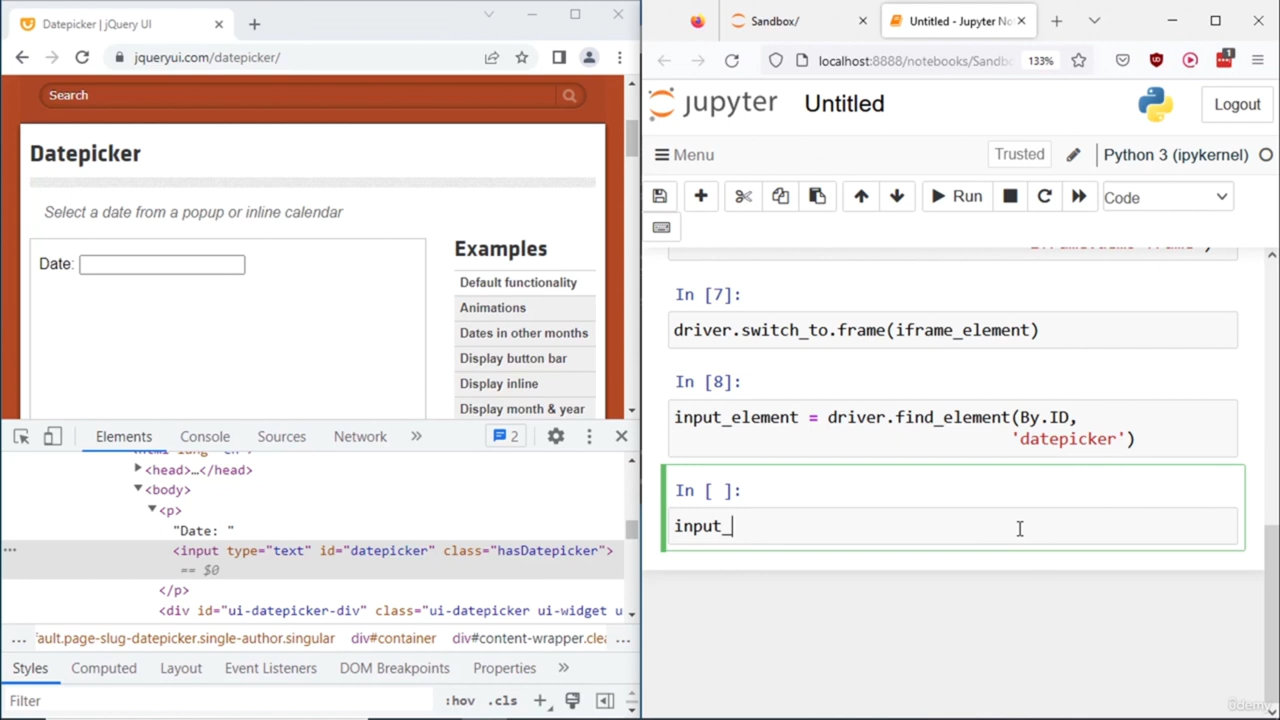 Datepicker | jQuery UI
jqueryui.com/datepicker/
Search
Datepicker
Select a date from a popup or inline calendar
Date:
Examples
Default functionality
Animations
Dates in other months
Display button bar
Display inline
Display month & year
Elements
Console
Sources
Network
2
<head>…</head>
<body>
<p>
"Date: "
<input type="text" id="datepicker" class="hasDatepicker">
== $0
</p>
<div id="ui-datepicker-div" class="ui-datepicker ui-widget u
... fault.page-slug-datepicker.single-author.singular div#container div#content-wrapper.clea ...
Styles
Computed
Layout
Event Listeners
DOM Breakpoints
Properties
Filter
:hov .cls
Sandbox/
Untitled - Jupyter No
localhost:8888/notebooks/Sandbo
133%
1
jupyter Untitled
Logout
Menu
Trusted
Python 3 (ipykernel)
Run
Code
In [7]:
driver.switch_to.frame(iframe_element)
In [8]:
input_element = driver.find_element(By.ID,
'datepicker')
In [ ]:
input_
ûdemy